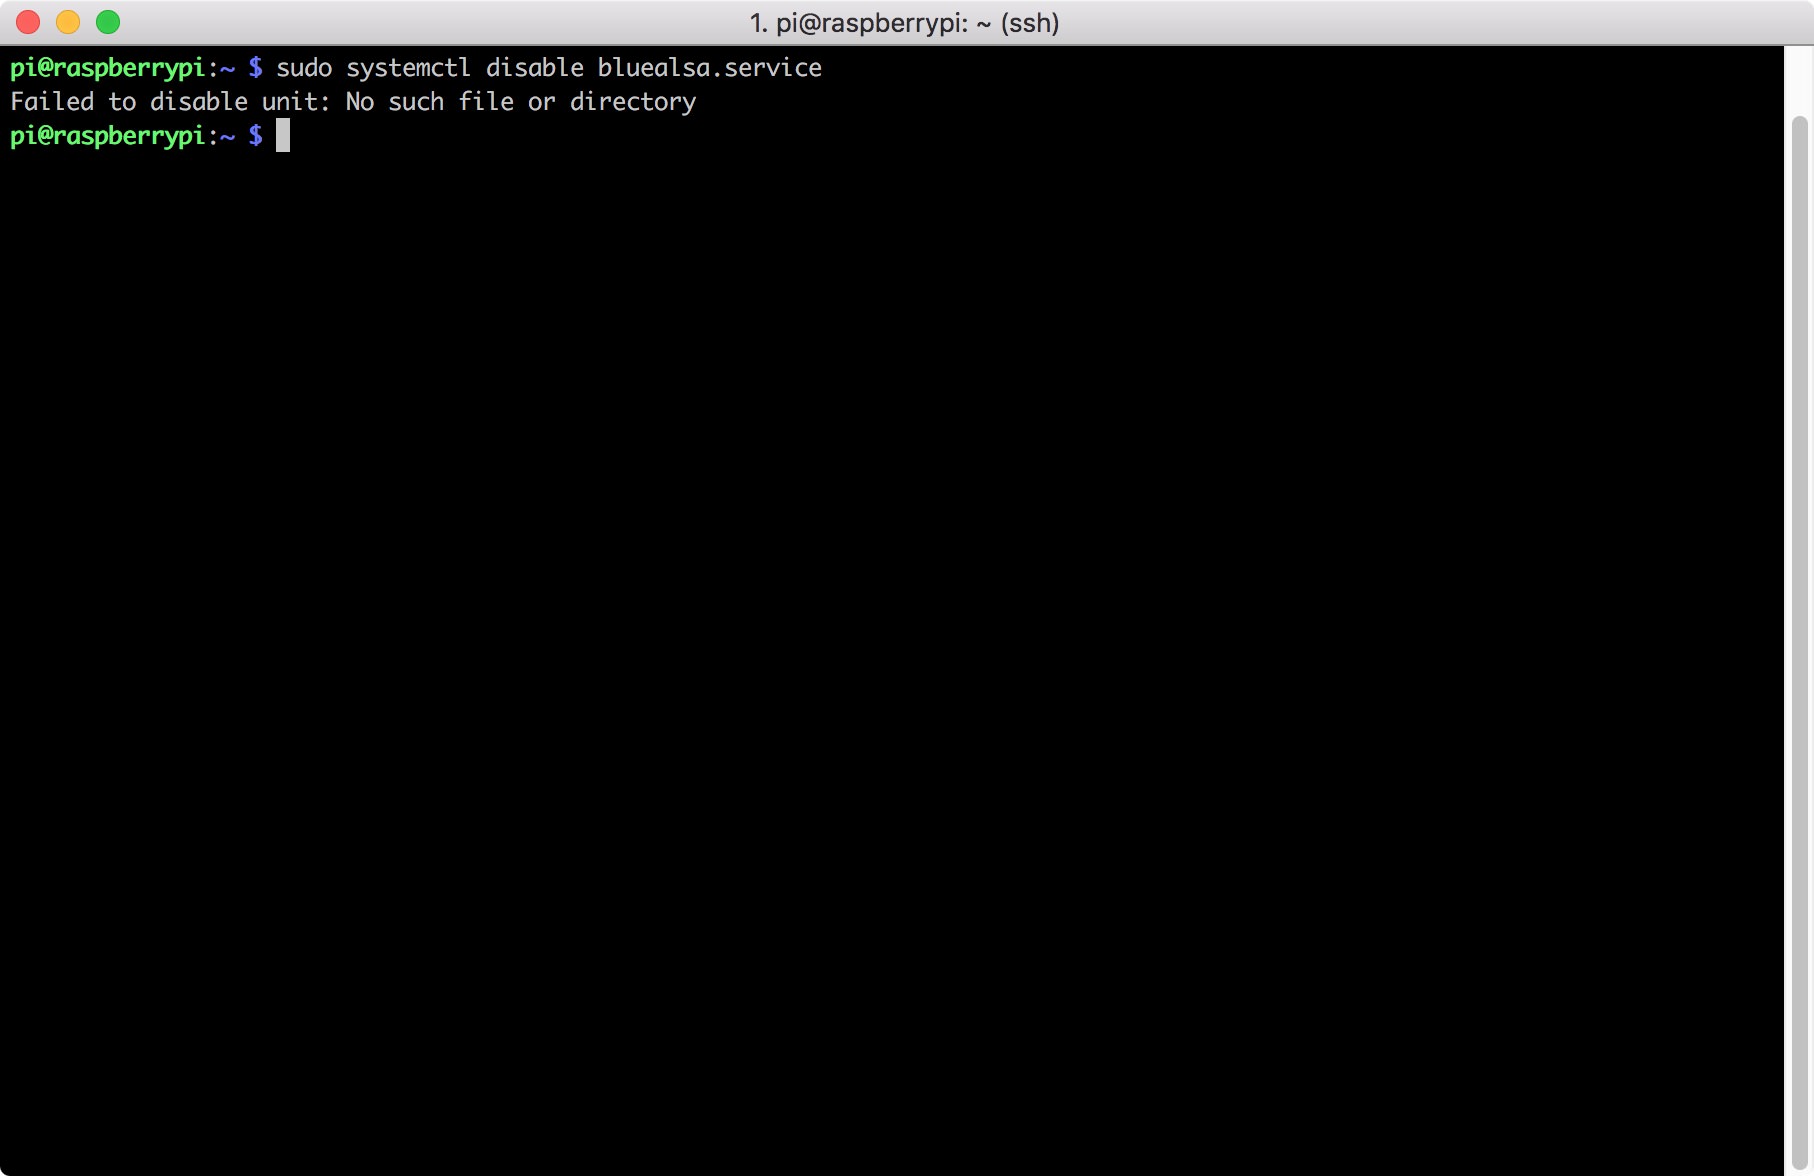 1. pi@raspberrypi: ~ (ssh)
pi@raspberrypi:~ $ sudo systemctl disable bluealsa.service
Failed to disable unit: No such file or directory
pi@raspberrypi:~ $